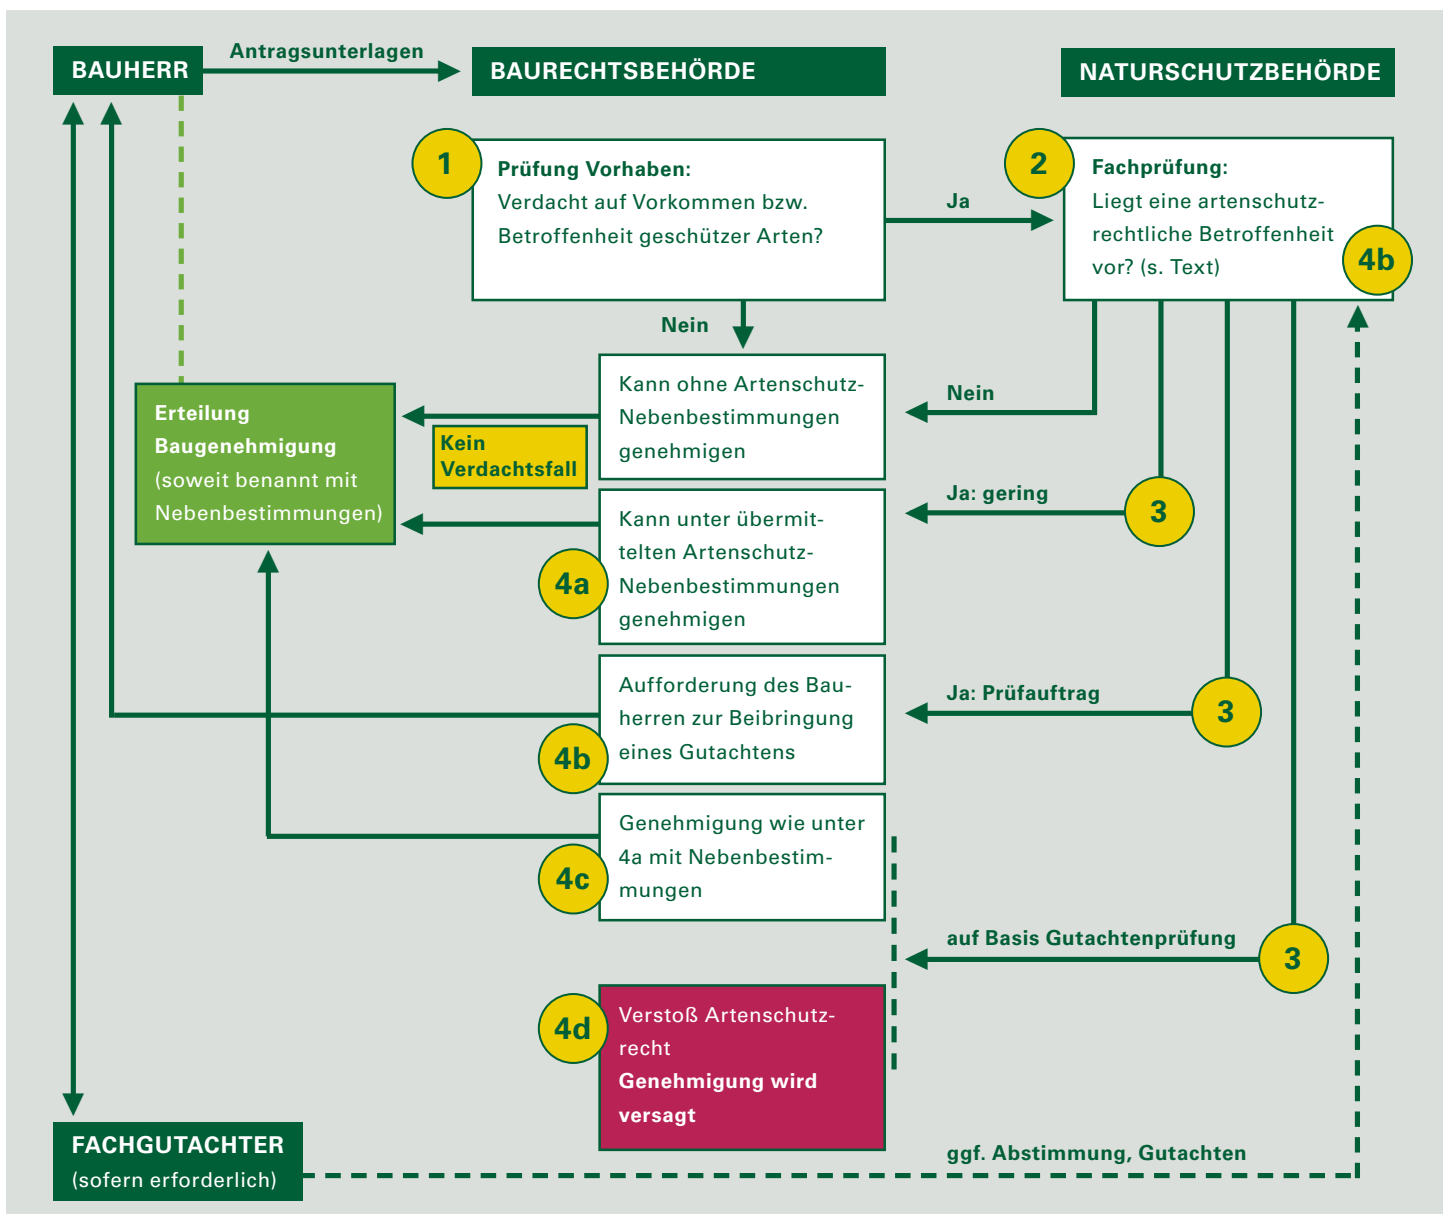 BAUHERR
Antragsunterlagen
BAURECHTSBEHÖRDE
NATURSCHUTZBEHÖRDE
1
Prüfung Vorhaben:
Verdacht auf Vorkommen bzw.
Betroffenheit geschützer Arten?
Ja
2
Fachprüfung:
Liegt eine artenschutz-
rechtliche Betroffenheit
vor? (s. Text)
4b
Nein
Kann ohne Artenschutz-
Nebenbestimmungen
genehmigen
Nein
Erteilung
Baugenehmigung
(soweit benannt mit
Nebenbestimmungen)
Kein
Verdachtsfall
Kann unter übermit-
telten Artenschutz-
Nebenbestimmungen
genehmigen
4a
Ja: gering
3
Aufforderung des Bau-
herren zur Beibringung
eines Gutachtens
4b
Ja: Prüfauftrag
3
Genehmigung wie unter
4a mit Nebenbestim-
mungen
4c
auf Basis Gutachtenprüfung
3
4d
Verstoß Artenschutz-
recht
Genehmigung wird
versagt
FACHGUTACHTER
(sofern erforderlich)
ggf. Abstimmung, Gutachten